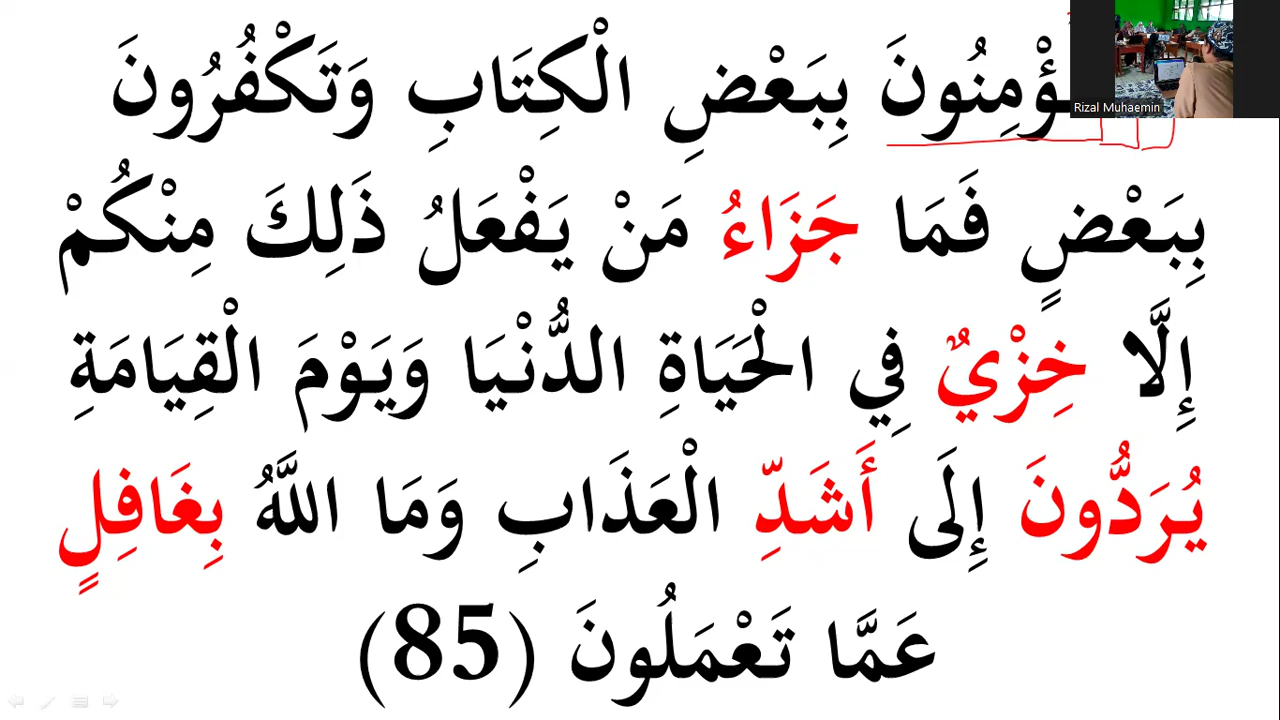 ـؤْمِنُونَ بِبَعْضِ الْكِتَابِ وَتَكْفُرُونَ
بِبَعْضٍ فَمَا جَزَاءُ مَنْ يَفْعَلُ ذَلِكَ مِنْكُمْ
إِلَّا خِزْيٌ فِي الْحَيَاةِ الدُّنْيَا وَيَوْمَ الْقِيَامَةِ
يُرَدُّونَ إِلَى أَشَدِّ الْعَذَابِ وَمَا اللَّهُ بِغَافِلٍ
عَمَّا تَعْمَلُونَ (85)
Rizal Muhaemin